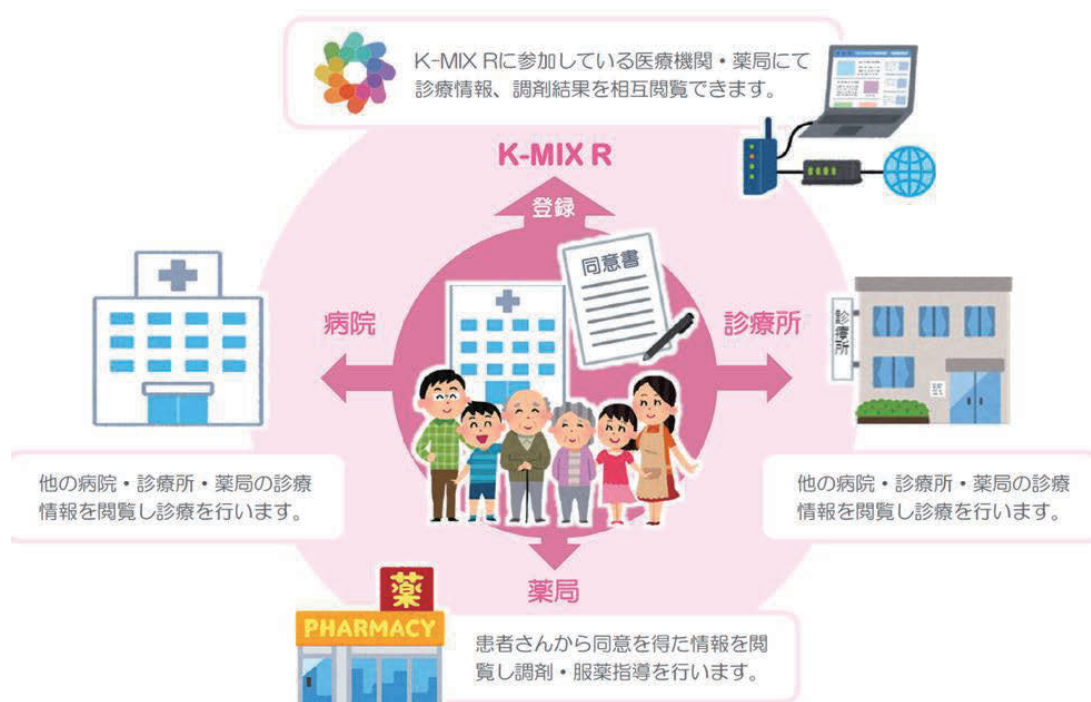 K-MIX Rに参加している医療機関・薬局にて
診療情報、調剤結果を相互閲覧できます。
K-MIX R
登録
同意書
病院
診療所
診療所
他の病院・診療所・薬局の診療
情報を閲覧し診療を行います。
他の病院・診療所・薬局の診療
情報を閲覧し診療を行います。
薬局
薬
PHARMACY
患者さんから同意を得た情報を閲
覧し調剤・服薬指導を行います。